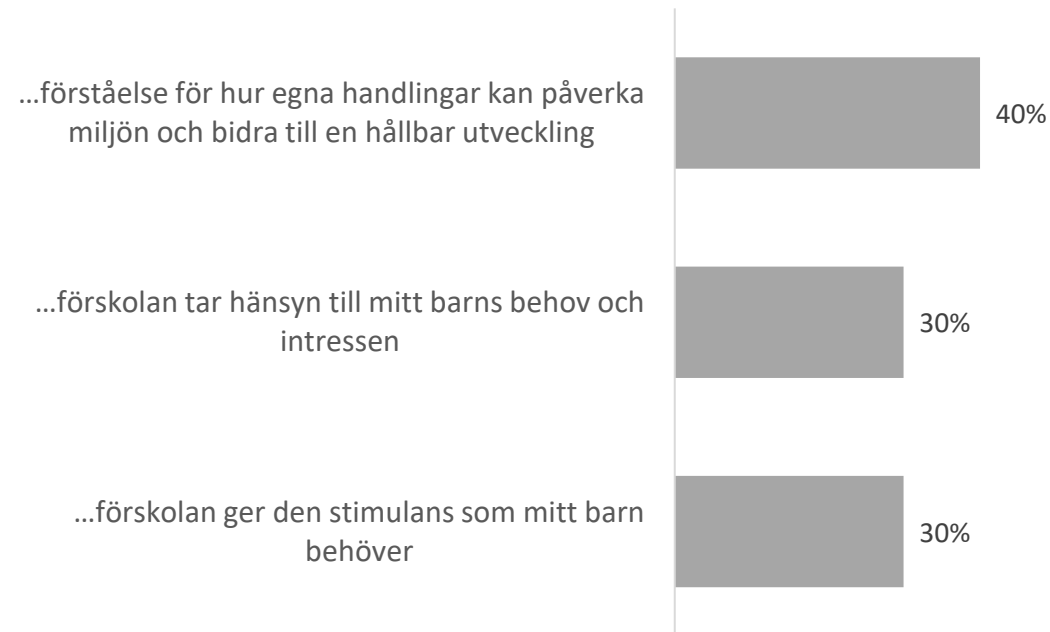 …förståelse för hur egna handlingar kan påverka
miljön och bidra till en hållbar utveckling
40%
…förskolan tar hänsyn till mitt barns behov och
intressen
30%
…förskolan ger den stimulans som mitt barn
behöver
30%